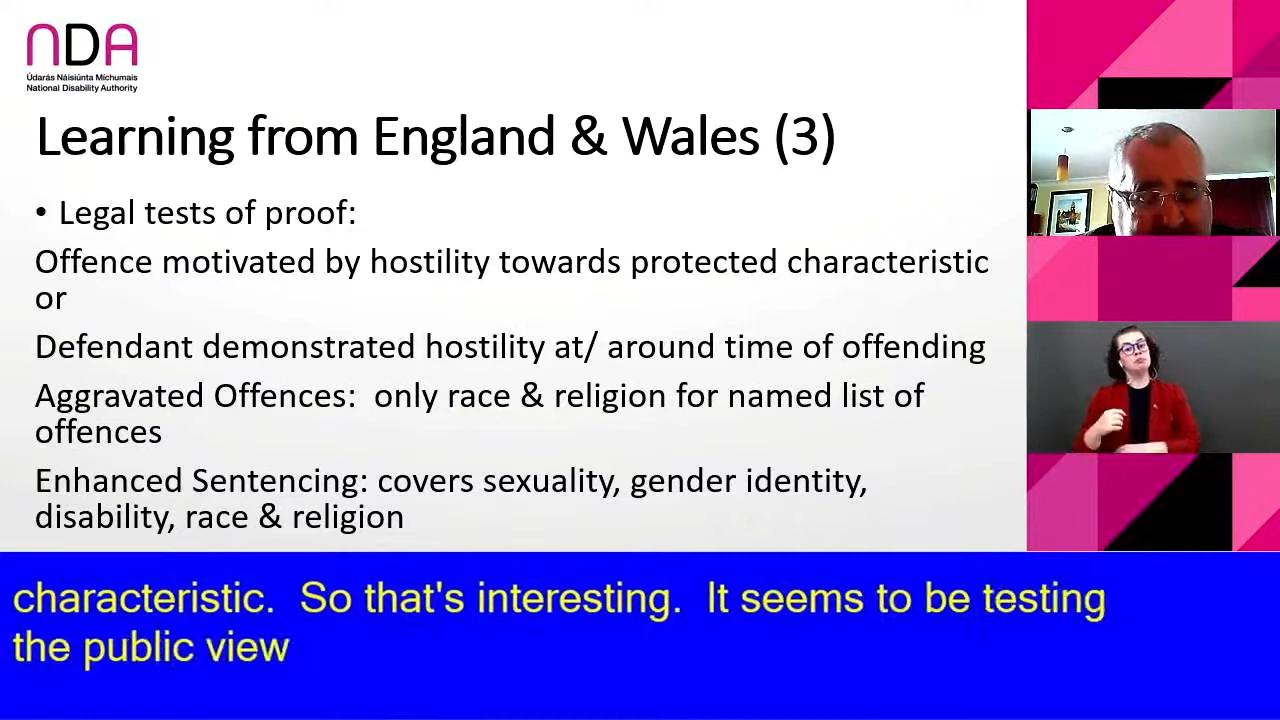 NDA
Údarás Náisiúnta Míchumais
National Disability Authority
Learning from England & Wales (3)
• Legal tests of proof:
Offence motivated by hostility towards protected characteristic
or
Defendant demonstrated hostility at/ around time of offending
Aggravated Offences:  only race & religion for named list of
offences
Enhanced Sentencing: covers sexuality, gender identity,
disability, race & religion
characteristic.  So that's interesting.  It seems to be testing
the public view